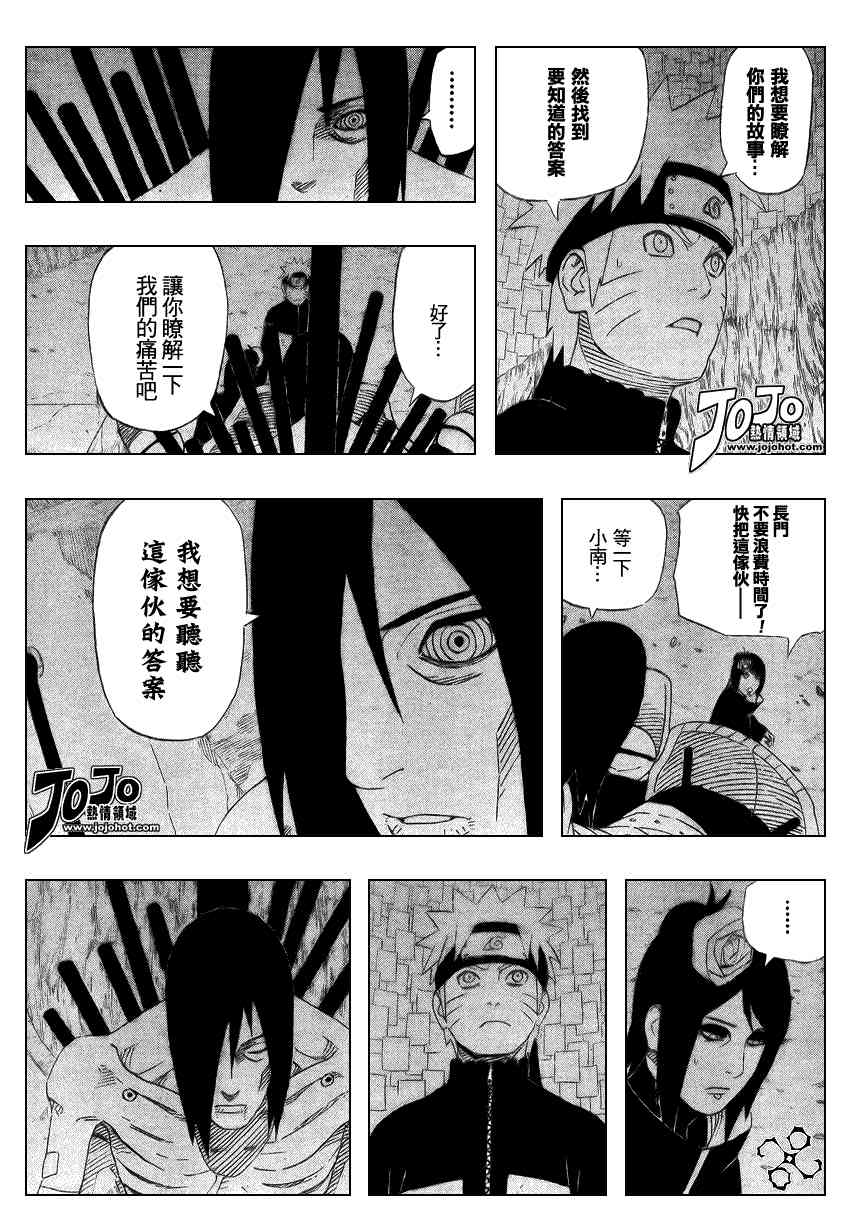 我想要瞭解
你們的故事…
然後找到
要知道的答案
………
好了…
讓你瞭解一下
我們的痛苦吧
JOJO
熱情領域
www.jojohot.com
長門
不要浪費時間了！
快把這傢伙——
等一下
小南…
我想要聽聽
這傢伙的答案
JOJO
熱情領域
www.jojohot.com
……